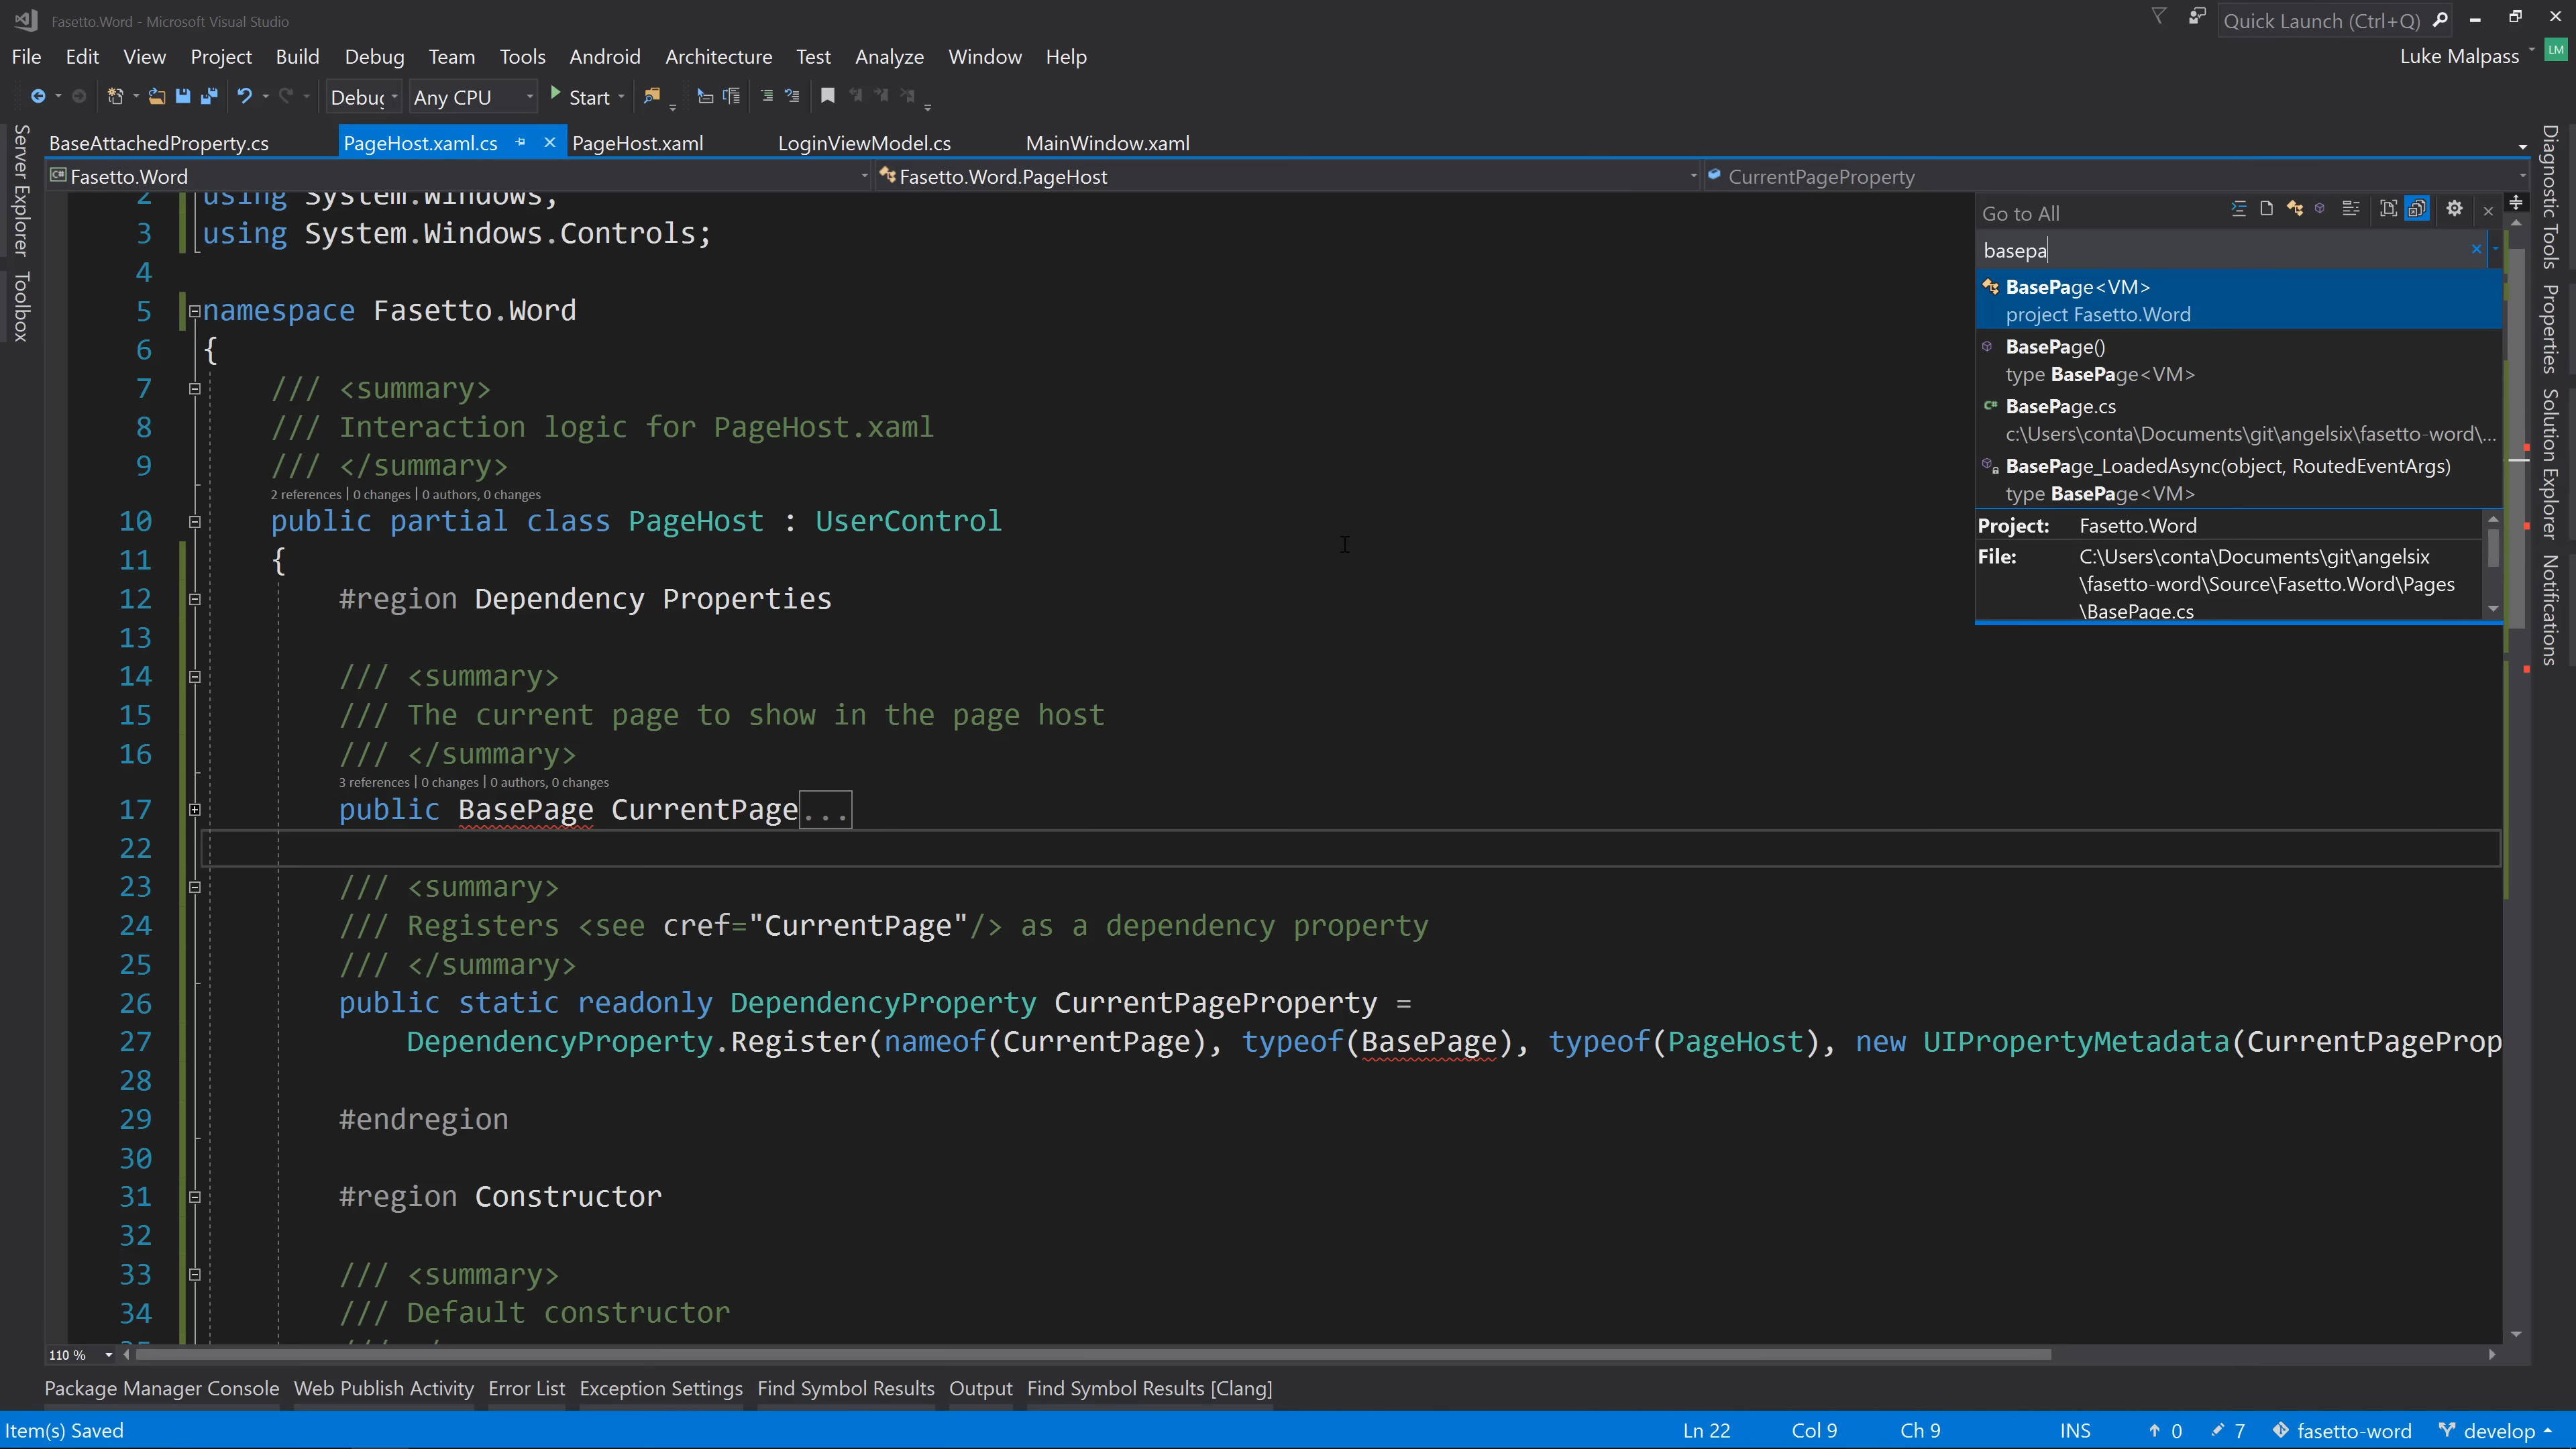 Fasetto.Word - Microsoft Visual Studio
Quick Launch (Ctrl+Q)
File Edit View Project Build Debug Team Tools Android Architecture Test Analyze Window Help
Luke Malpass LM
Debug Any CPU Start
BaseAttachedProperty.cs PageHost.xaml.cs PageHost.xaml LoginViewModel.cs MainWindow.xaml
Fasetto.Word Fasetto.Word.PageHost CurrentPageProperty
Server Explorer
Toolbox
Diagnostic Tools
Properties
Solution Explorer
Notifications
2 using System.Windows;
3 using System.Windows.Controls;
4
5 namespace Fasetto.Word
6 {
7 /// <summary>
8 /// Interaction logic for PageHost.xaml
9 /// </summary>
2 references | 0 changes | 0 authors, 0 changes
10 public partial class PageHost : UserControl
11 {
12 #region Dependency Properties
13
14 /// <summary>
15 /// The current page to show in the page host
16 /// </summary>
3 references | 0 changes | 0 authors, 0 changes
17 public BasePage CurrentPage...
22
23 /// <summary>
24 /// Registers <see cref="CurrentPage"/> as a dependency property
25 /// </summary>
26 public static readonly DependencyProperty CurrentPageProperty =
27 DependencyProperty.Register(nameof(CurrentPage), typeof(BasePage), typeof(PageHost), new UIPropertyMetadata(CurrentPageProp
28
29 #endregion
30
31 #region Constructor
32
33 /// <summary>
34 /// Default constructor
Go to All
basepa
BasePage<VM>
project Fasetto.Word
BasePage()
type BasePage<VM>
BasePage.cs
c:\Users\conta\Documents\git\angelsix\fasetto-word\...
BasePage_LoadedAsync(object, RoutedEventArgs)
type BasePage<VM>
Project: Fasetto.Word
File: C:\Users\conta\Documents\git\angelsix
\fasetto-word\Source\Fasetto.Word\Pages
\BasePage.cs
110 %
Package Manager Console Web Publish Activity Error List Exception Settings Find Symbol Results Output Find Symbol Results [Clang]
Item(s) Saved Ln 22 Col 9 Ch 9 INS 0 7 fasetto-word develop